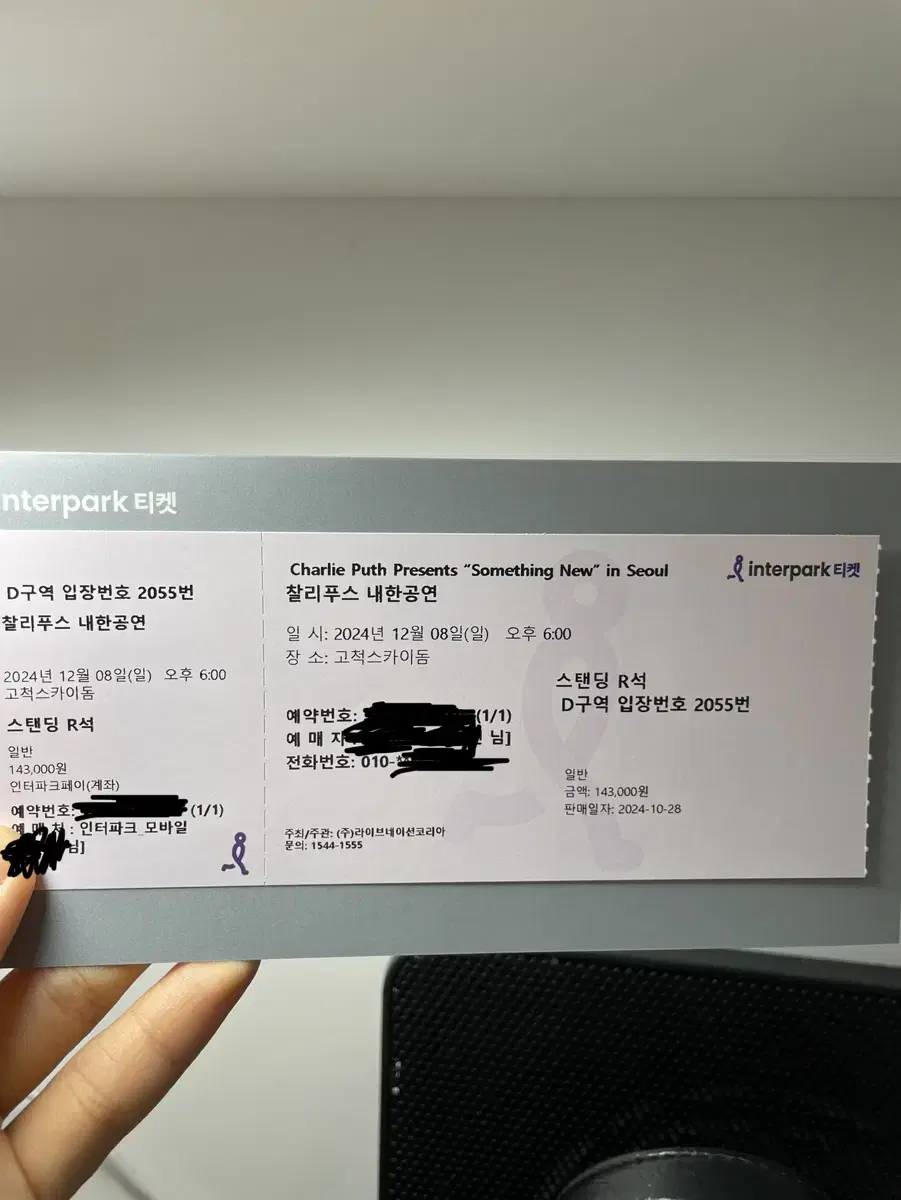 nterpark 티켓
D구역 입장번호 2055번
찰리푸스 내한공연
2024년 12월 08일(일) 오후 6:00
고척스카이돔
스탠딩 R석
일반
143,000원
인터파크페이(계좌)
예약번호: (1/1)
예 매 처 : 인터파크_모바일
님]
Charlie Puth Presents “Something New” in Seoul
찰리푸스 내한공연
interpark 티켓
일 시: 2024년 12월 08일(일) 오후 6:00
장 소: 고척스카이돔
스탠딩 R석
D구역 입장번호 2055번
예약번호: (1/1)
예 매 자 님]
전화번호: 010-
일반
금액: 143,000원
판매일자: 2024-10-28
주최/주관: (주)라이브네이션코리아
문의: 1544-1555